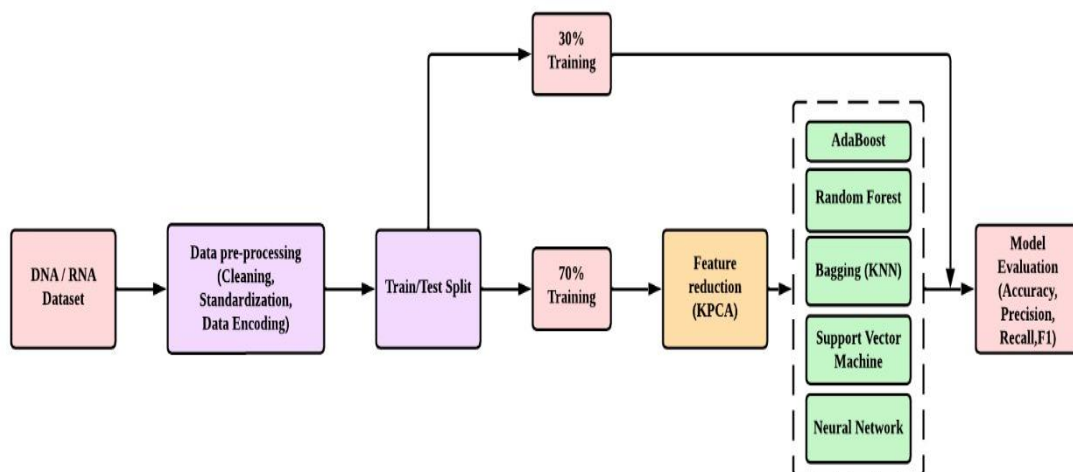 30%
Training
AdaBoost
Random Forest
DNA / RNA
Dataset
Data pre-processing
(Cleaning,
Standardization,
Data Encoding)
Train/Test Split
70%
Training
Feature
reduction
(KPCA)
Bagging (KNN)
Support Vector
Machine
Neural Network
Model
Evaluation
(Accuracy,
Precision,
Recall,F1)